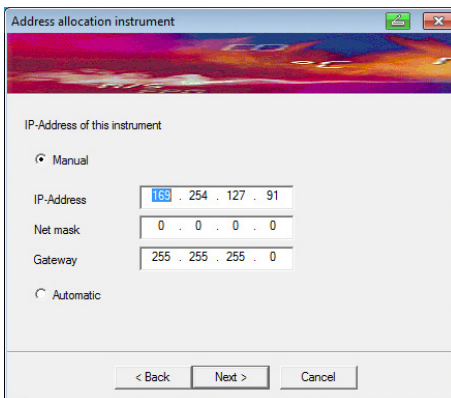 Address allocation instrument
CO
°C
IP-Address of this instrument
Manual
IP-Address 169 . 254 . 127 . 91
Net mask 0 . 0 . 0 . 0
Gateway 255 . 255 . 255 . 0
Automatic
< Back Next > Cancel